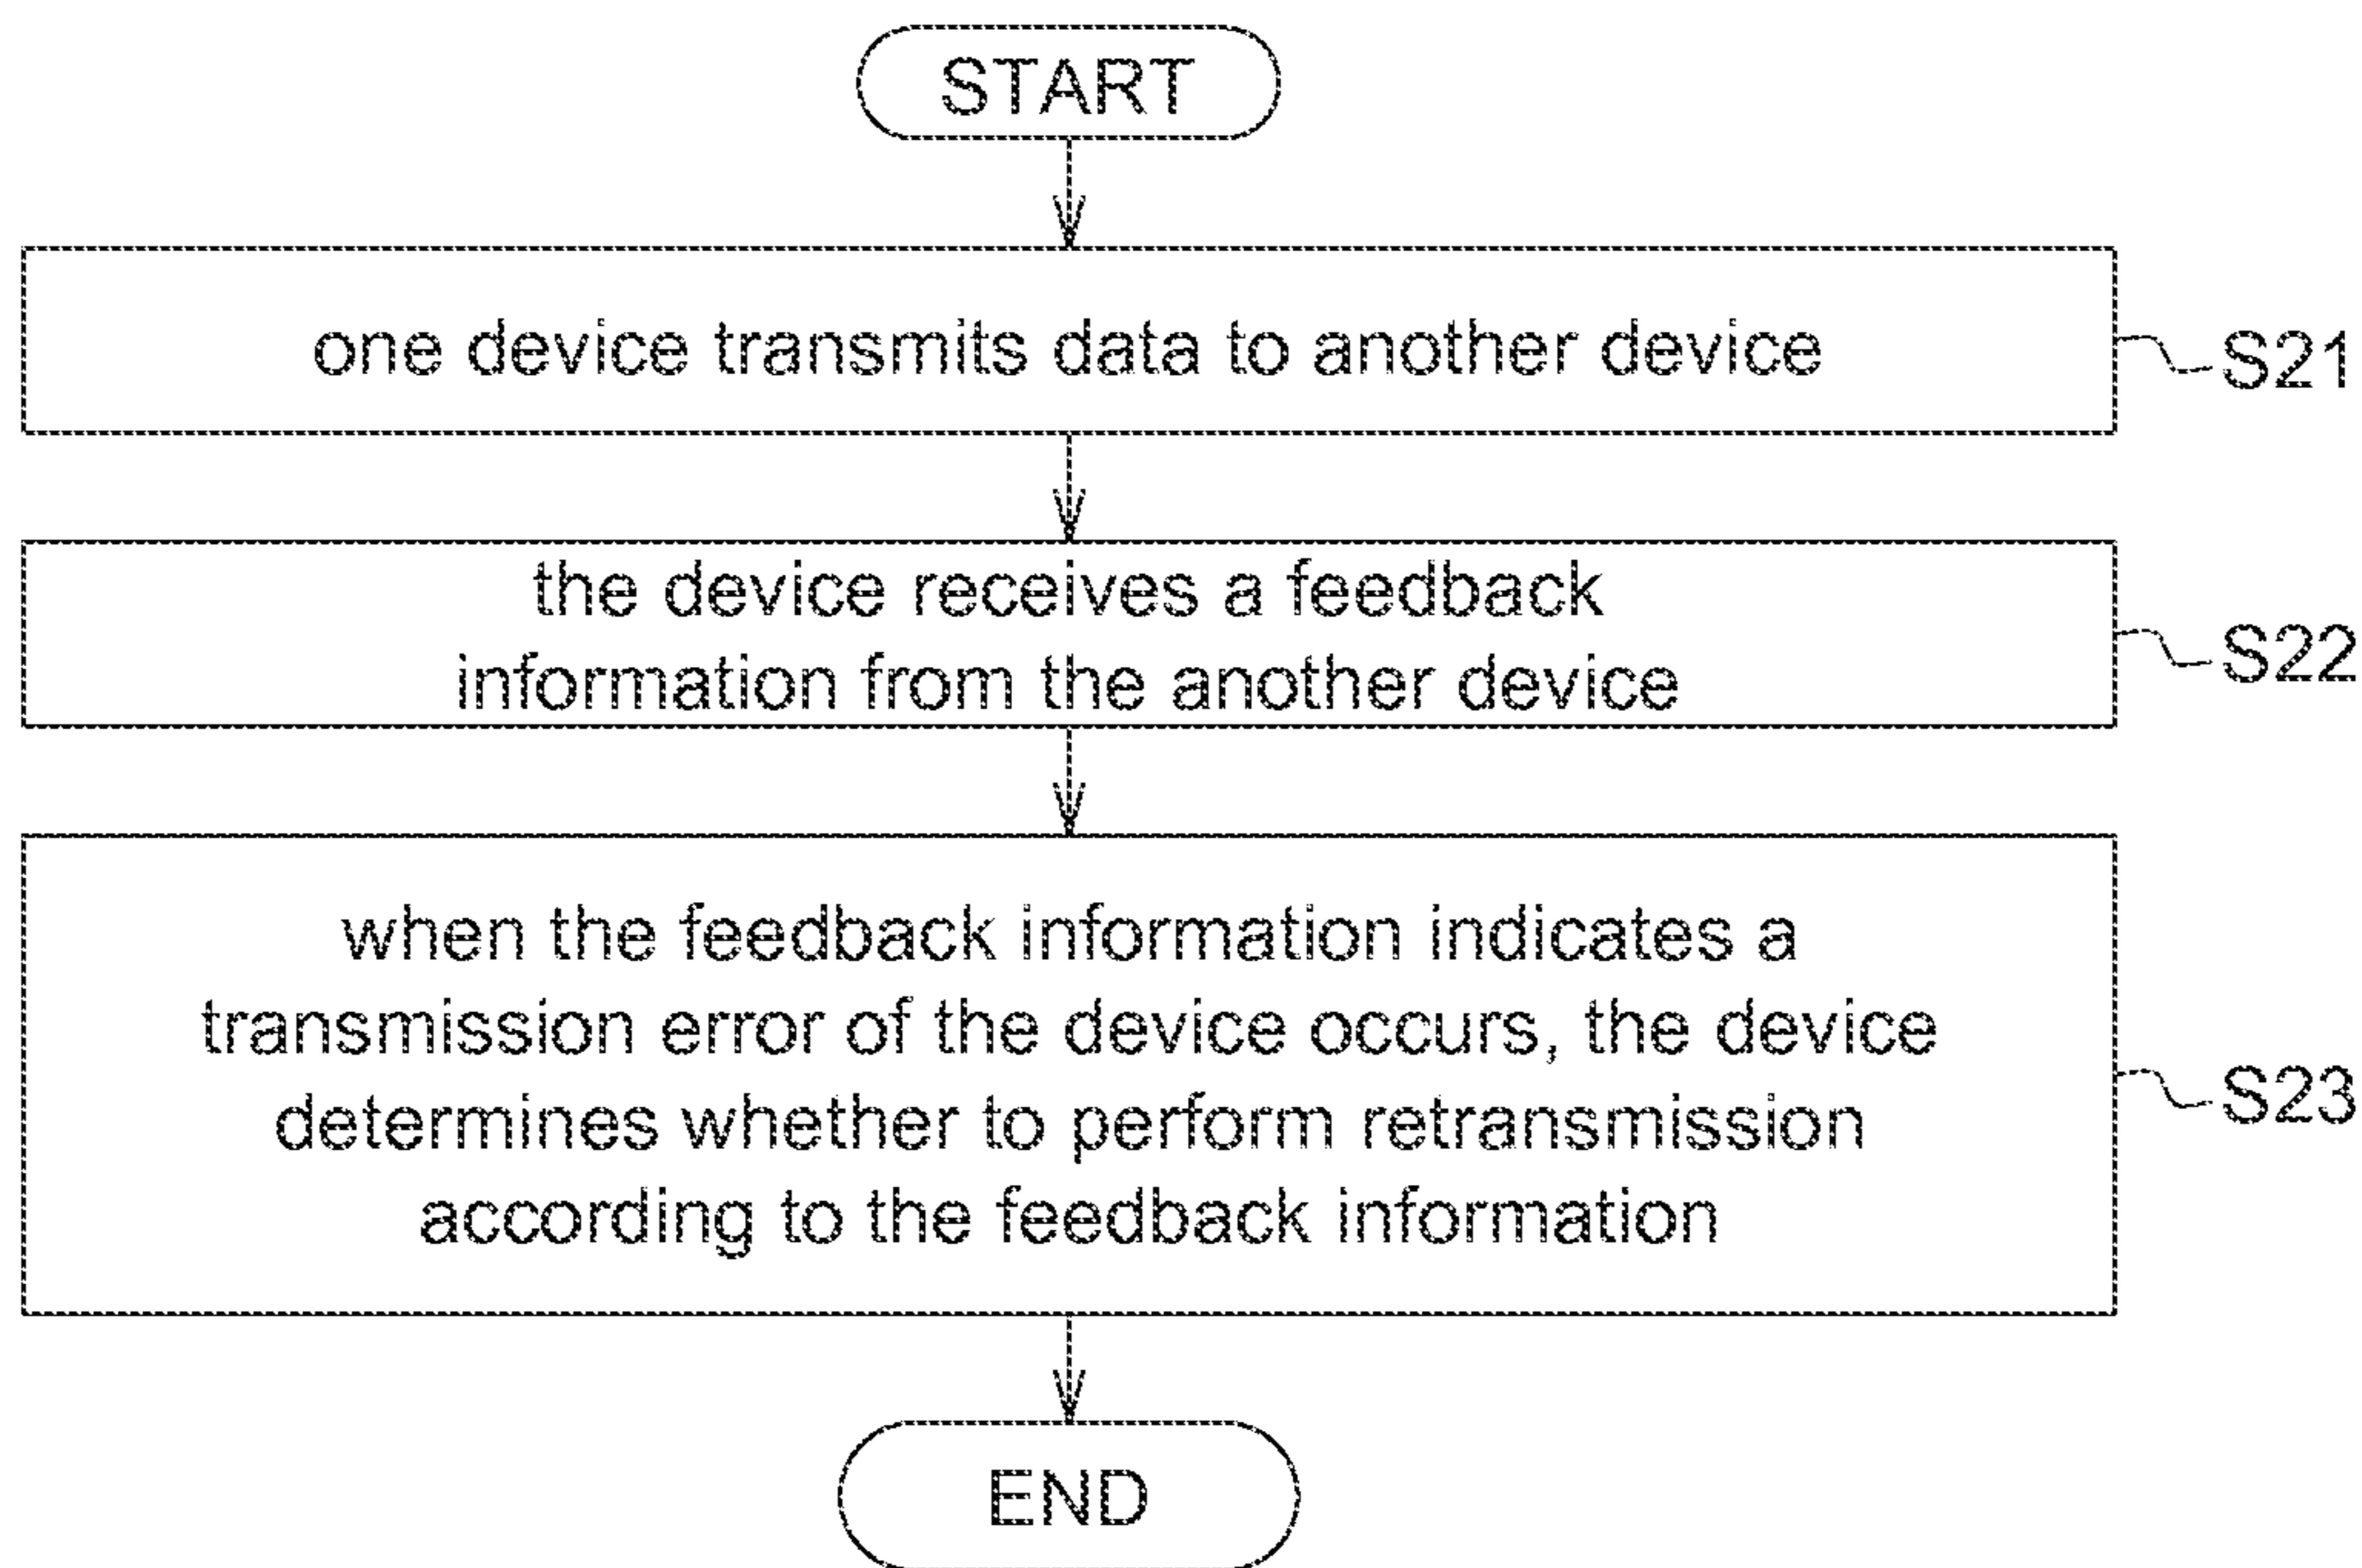 START
one device transmits data to another device
S21
the device receives a feedback
information from the another device
S22
when the feedback information indicates a
transmission error of the device occurs, the device
determines whether to perform retransmission
according to the feedback information
S23
END